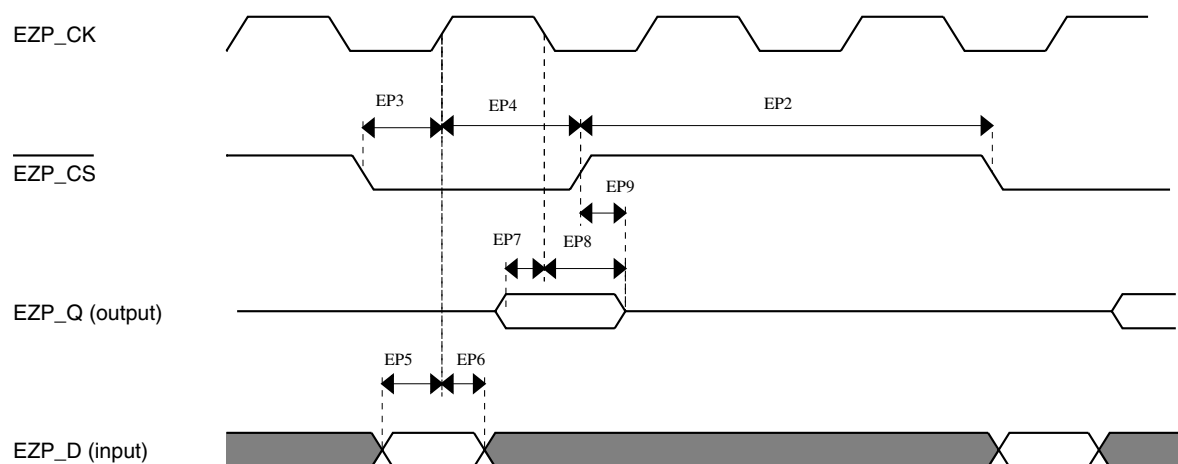 EZP_CK
EP3
EP4
EP2
EZP_CS
EP9
EP7
EP8
EZP_Q (output)
EP5
EP6
EZP_D (input)